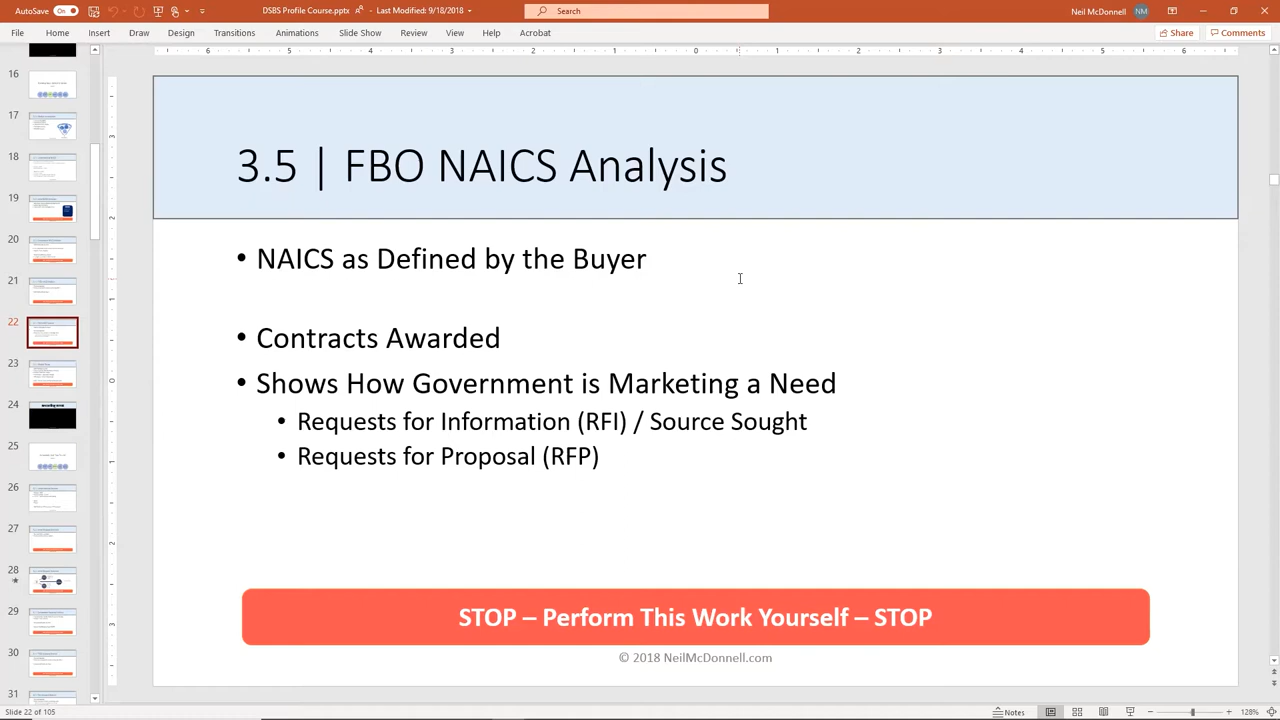 AutoSave On DSBS Profile Course.pptx - Last Modified: 9/18/2018 Search Neil McDonnell NM
File Home Insert Draw Design Transitions Animations Slide Show Review View Help Acrobat Share Comments
3.5 | FBO NAICS Analysis
• NAICS as Defined by the Buyer
• Contracts Awarded
• Shows How Government is Marketing a Need
• Requests for Information (RFI) / Source Sought
• Requests for Proposal (RFP)
STOP – Perform This Work Yourself – STOP
© 2018 NeilMcDonnell.com
Slide 22 of 105 Notes 128%